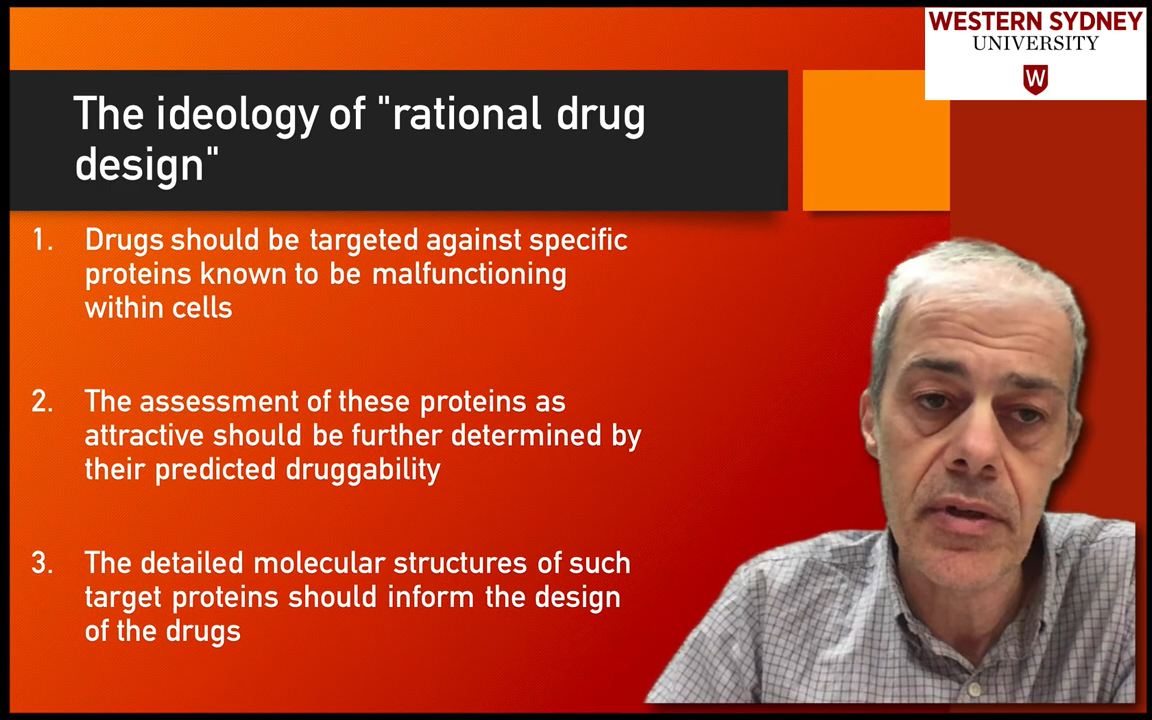 WESTERN SYDNEY
UNIVERSITY
W
The ideology of "rational drug
design"
1. Drugs should be targeted against specific
proteins known to be malfunctioning
within cells
2. The assessment of these proteins as
attractive should be further determined by
their predicted druggability
3. The detailed molecular structures of such
target proteins should inform the design
of the drugs